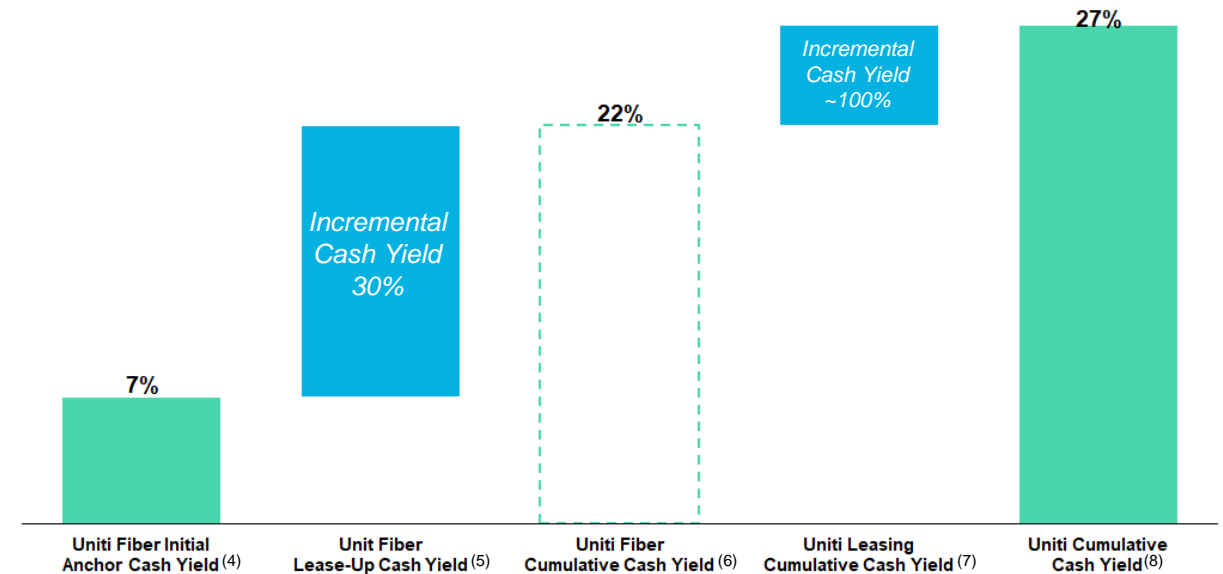 27%
Incremental
Cash Yield
~100%
22%
Incremental
Cash Yield
30%
7%
Uniti Fiber Initial
Anchor Cash Yield (4)
Unit Fiber
Lease-Up Cash Yield (5)
Uniti Fiber
Cumulative Cash Yield (6)
Uniti Leasing
Cumulative Cash Yield (7)
Uniti Cumulative
Cash Yield (8)